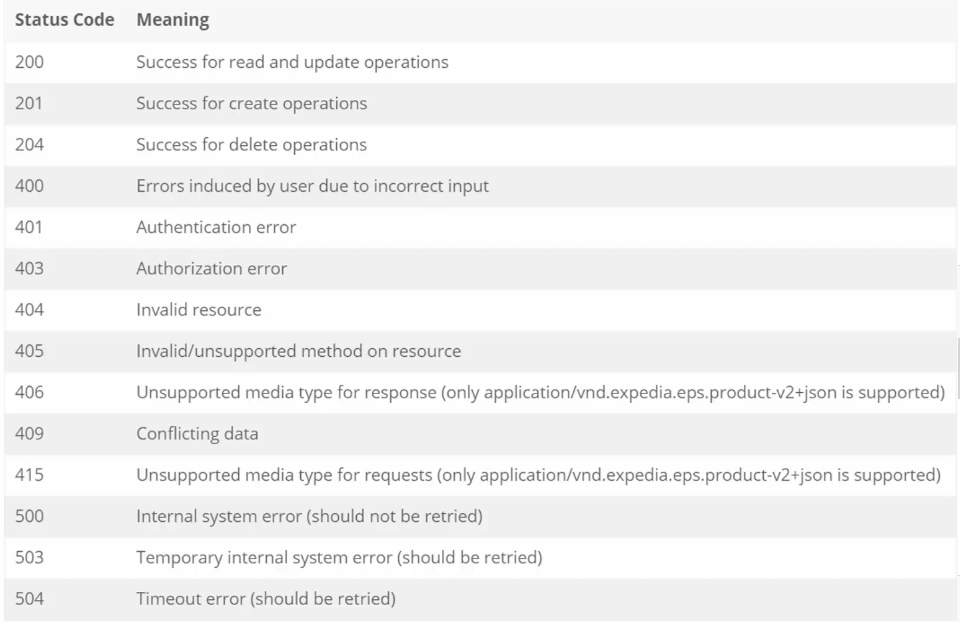 Status Code Meaning
200 Success for read and update operations
201 Success for create operations
204 Success for delete operations
400 Errors induced by user due to incorrect input
401 Authentication error
403 Authorization error
404 Invalid resource
405 Invalid/unsupported method on resource
406 Unsupported media type for response (only application/vnd.expedia.eps.product-v2+json is supported)
409 Conflicting data
415 Unsupported media type for requests (only application/vnd.expedia.eps.product-v2+json is supported)
500 Internal system error (should not be retried)
503 Temporary internal system error (should be retried)
504 Timeout error (should be retried)